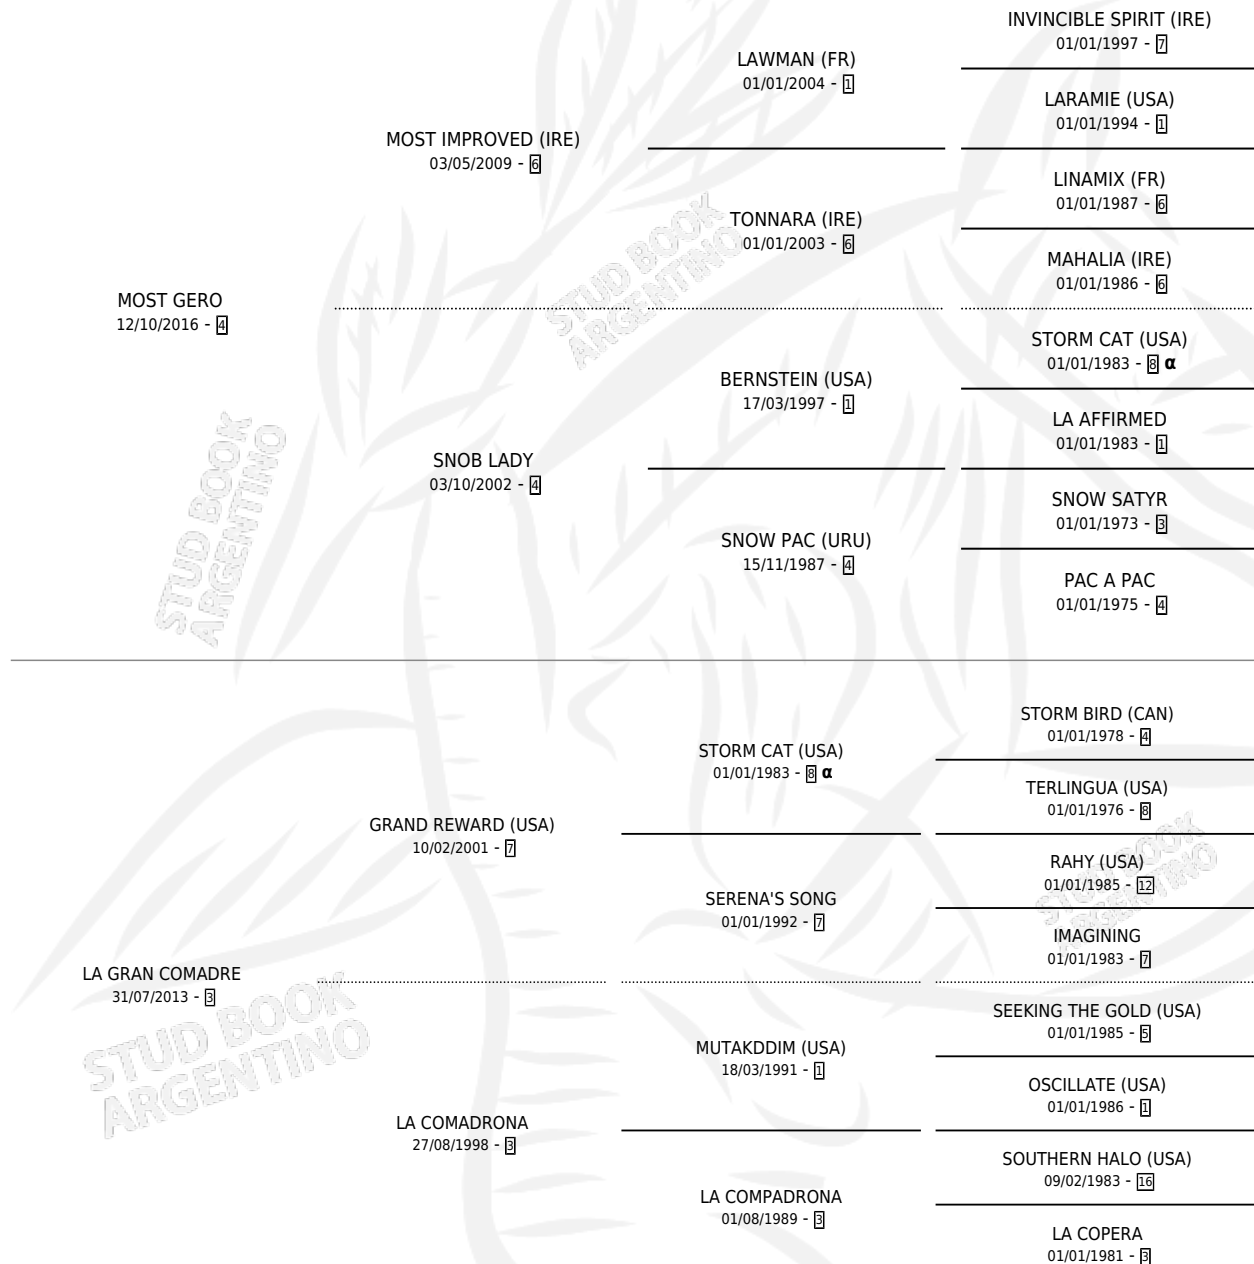 INVINCIBLE SPIRIT (IRE)
01/01/1997 - 7
LAWMAN (FR)
01/01/2004 - 1
LARAMIE (USA)
01/01/1994 - 1
MOST IMPROVED (IRE)
03/05/2009 - 6
LINAMIX (FR)
01/01/1987 - 6
TONNARA (IRE)
01/01/2003 - 6
MAHALIA (IRE)
01/01/1986 - 6
MOST GERO
12/10/2016 - 4
STORM CAT (USA)
01/01/1983 - 8 α
BERNSTEIN (USA)
17/03/1997 - 1
LA AFFIRMED
01/01/1983 - 1
SNOB LADY
03/10/2002 - 4
SNOW SATYR
01/01/1973 - 3
SNOW PAC (URU)
15/11/1987 - 4
PAC A PAC
01/01/1975 - 4
STORM BIRD (CAN)
01/01/1978 - 4
STORM CAT (USA)
01/01/1983 - 8 α
TERLINGUA (USA)
01/01/1976 - 8
GRAND REWARD (USA)
10/02/2001 - 7
RAHY (USA)
01/01/1985 - 12
SERENA'S SONG
01/01/1992 - 7
IMAGINING
01/01/1983 - 7
LA GRAN COMADRE
31/07/2013 - 3
SEEKING THE GOLD (USA)
01/01/1985 - 5
MUTAKDDIM (USA)
18/03/1991 - 1
OSCILLATE (USA)
01/01/1986 - 1
LA COMADRONA
27/08/1998 - 3
SOUTHERN HALO (USA)
09/02/1983 - 16
LA COMPADRONA
01/08/1989 - 3
LA COPERA
01/01/1981 - 3
STUD BOOK
ARGENTINO
STUD BOOK
ARGENTINO
STUD BOOK
ARGENTINO
STUD BOOK
ARGENTINO